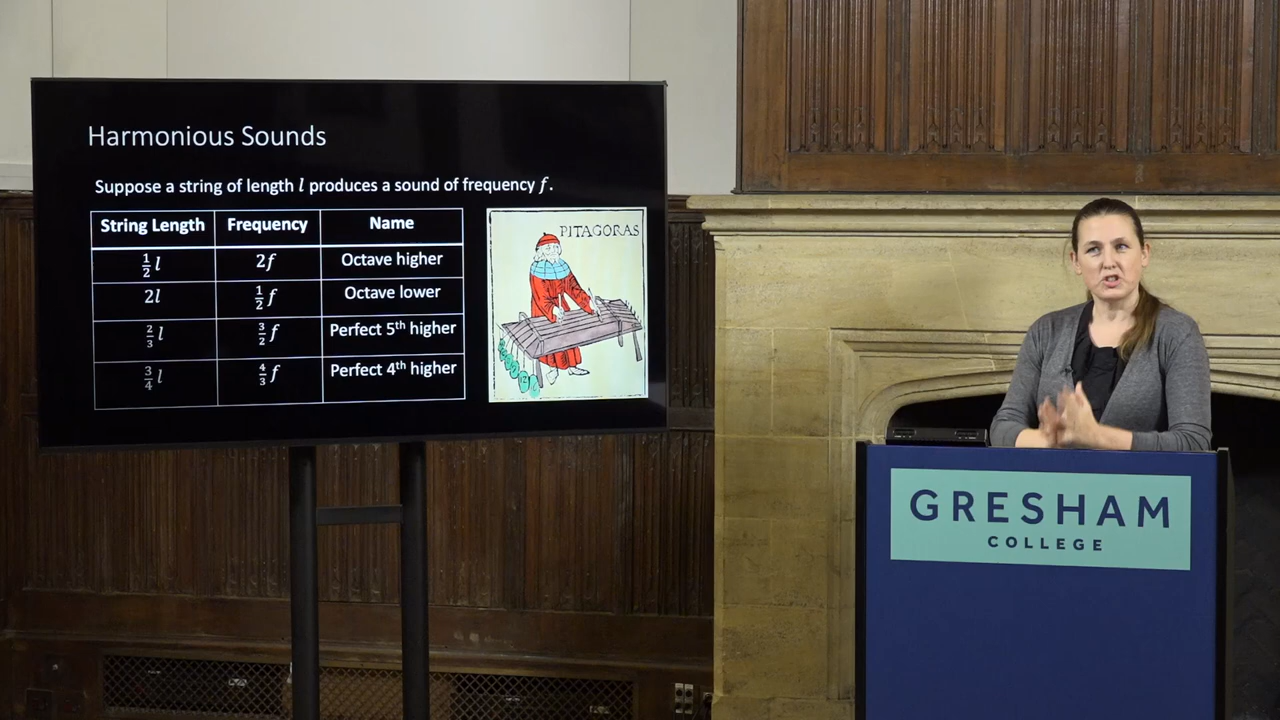 Harmonious Sounds
Suppose a string of length l produces a sound of frequency f.
String Length Frequency Name
1/2 l 2f Octave higher
2l 1/2 f Octave lower
2/3 l 3/2 f Perfect 5th higher
3/4 l 4/3 f Perfect 4th higher
PITAGORAS
GRESHAM
COLLEGE